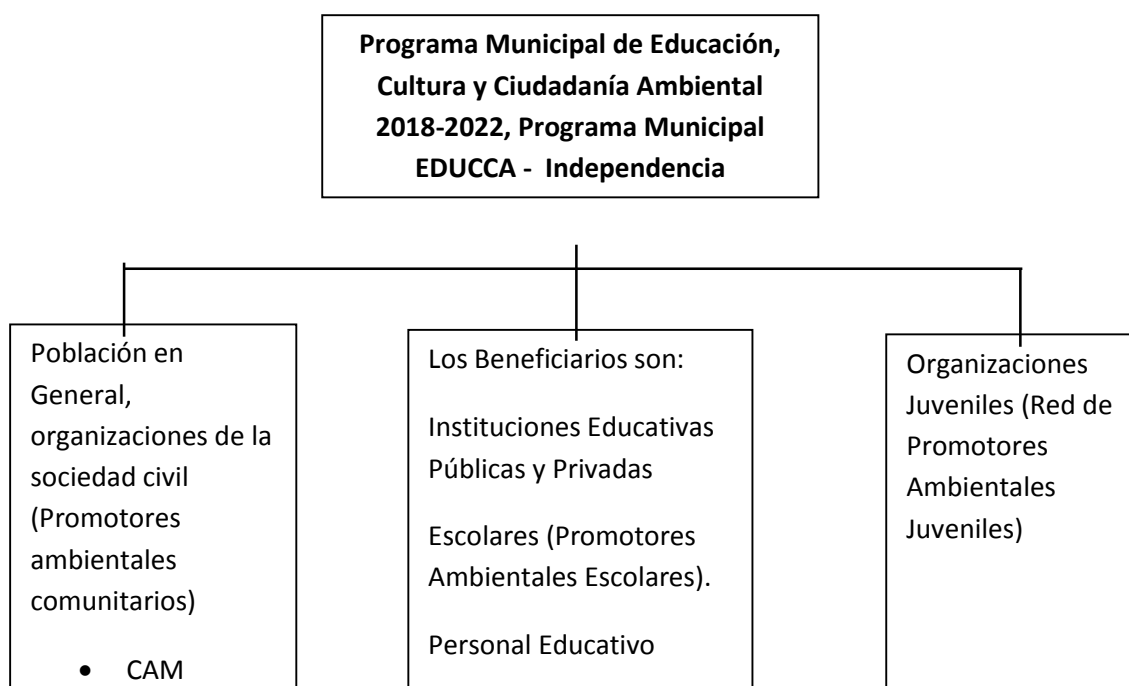 Programa Municipal de Educación,
Cultura y Ciudadanía Ambiental
2018-2022, Programa Municipal
EDUCCA - Independencia
Población en
General,
organizaciones de la
sociedad civil
(Promotores
ambientales
comunitarios)
• CAM
Los Beneficiarios son:
Instituciones Educativas
Públicas y Privadas
Escolares (Promotores
Ambientales Escolares).
Personal Educativo
Organizaciones
Juveniles (Red de
Promotores
Ambientales
Juveniles)